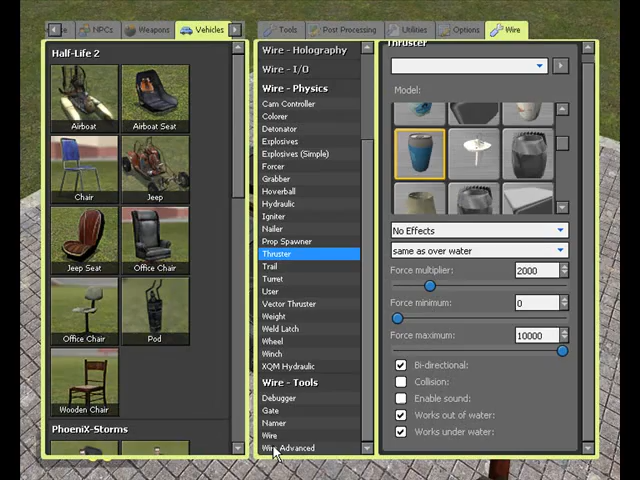 NPCs
Weapons
Vehicles
Tools
Post Processing
Utilities
Options
Wire
Half-Life 2
Airboat
Airboat Seat
Chair
Jeep
Jeep Seat
Office Chair
Office Chair
Pod
Wooden Chair
PhoeniX-Storms
Wire - Holography
Wire - I/O
Wire - Physics
Cam Controller
Colorer
Detonator
Explosives
Explosives (Simple)
Forcer
Grabber
Hoverball
Hydraulic
Igniter
Nailer
Prop Spawner
Thruster
Trail
Turret
User
Vector Thruster
Weight
Weld Latch
Wheel
Winch
XQM Hydraulic
Wire - Tools
Debugger
Gate
Namer
Wire
Wire Advanced
Thruster
Model:
No Effects
same as over water
Force multiplier: 2000
Force minimum: 0
Force maximum: 10000
Bi-directional:
Collision:
Enable sound:
Works out of water:
Works under water: